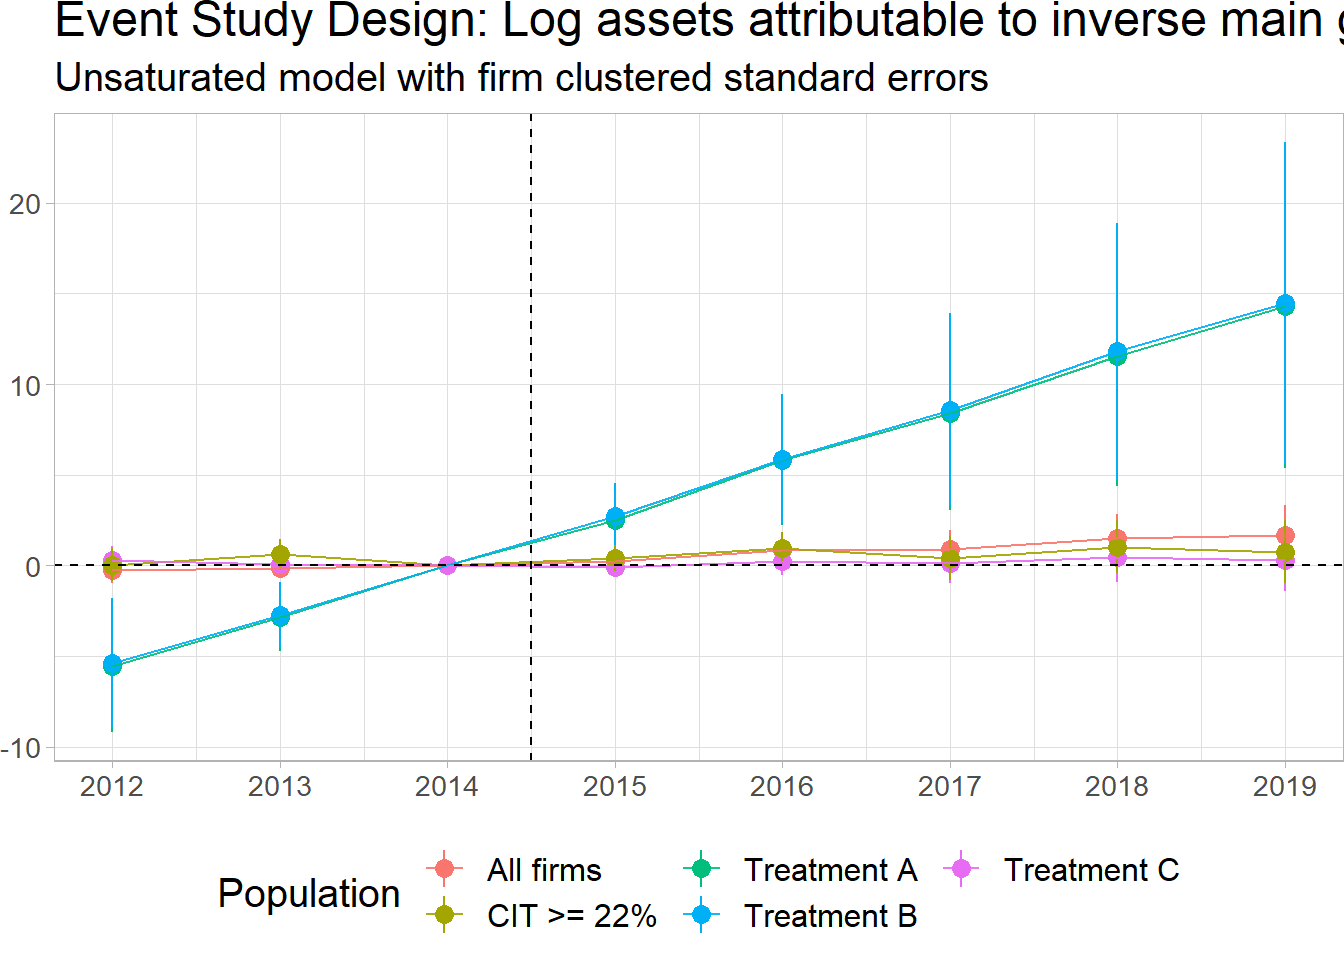 Event Study Design: Log assets attributable to inverse main
Unsaturated model with firm clustered standard errors
20
10
0
-10
2012 2013 2014 2015 2016 2017 2018 2019
Population
All firms Treatment A Treatment C
CIT >= 22% Treatment B